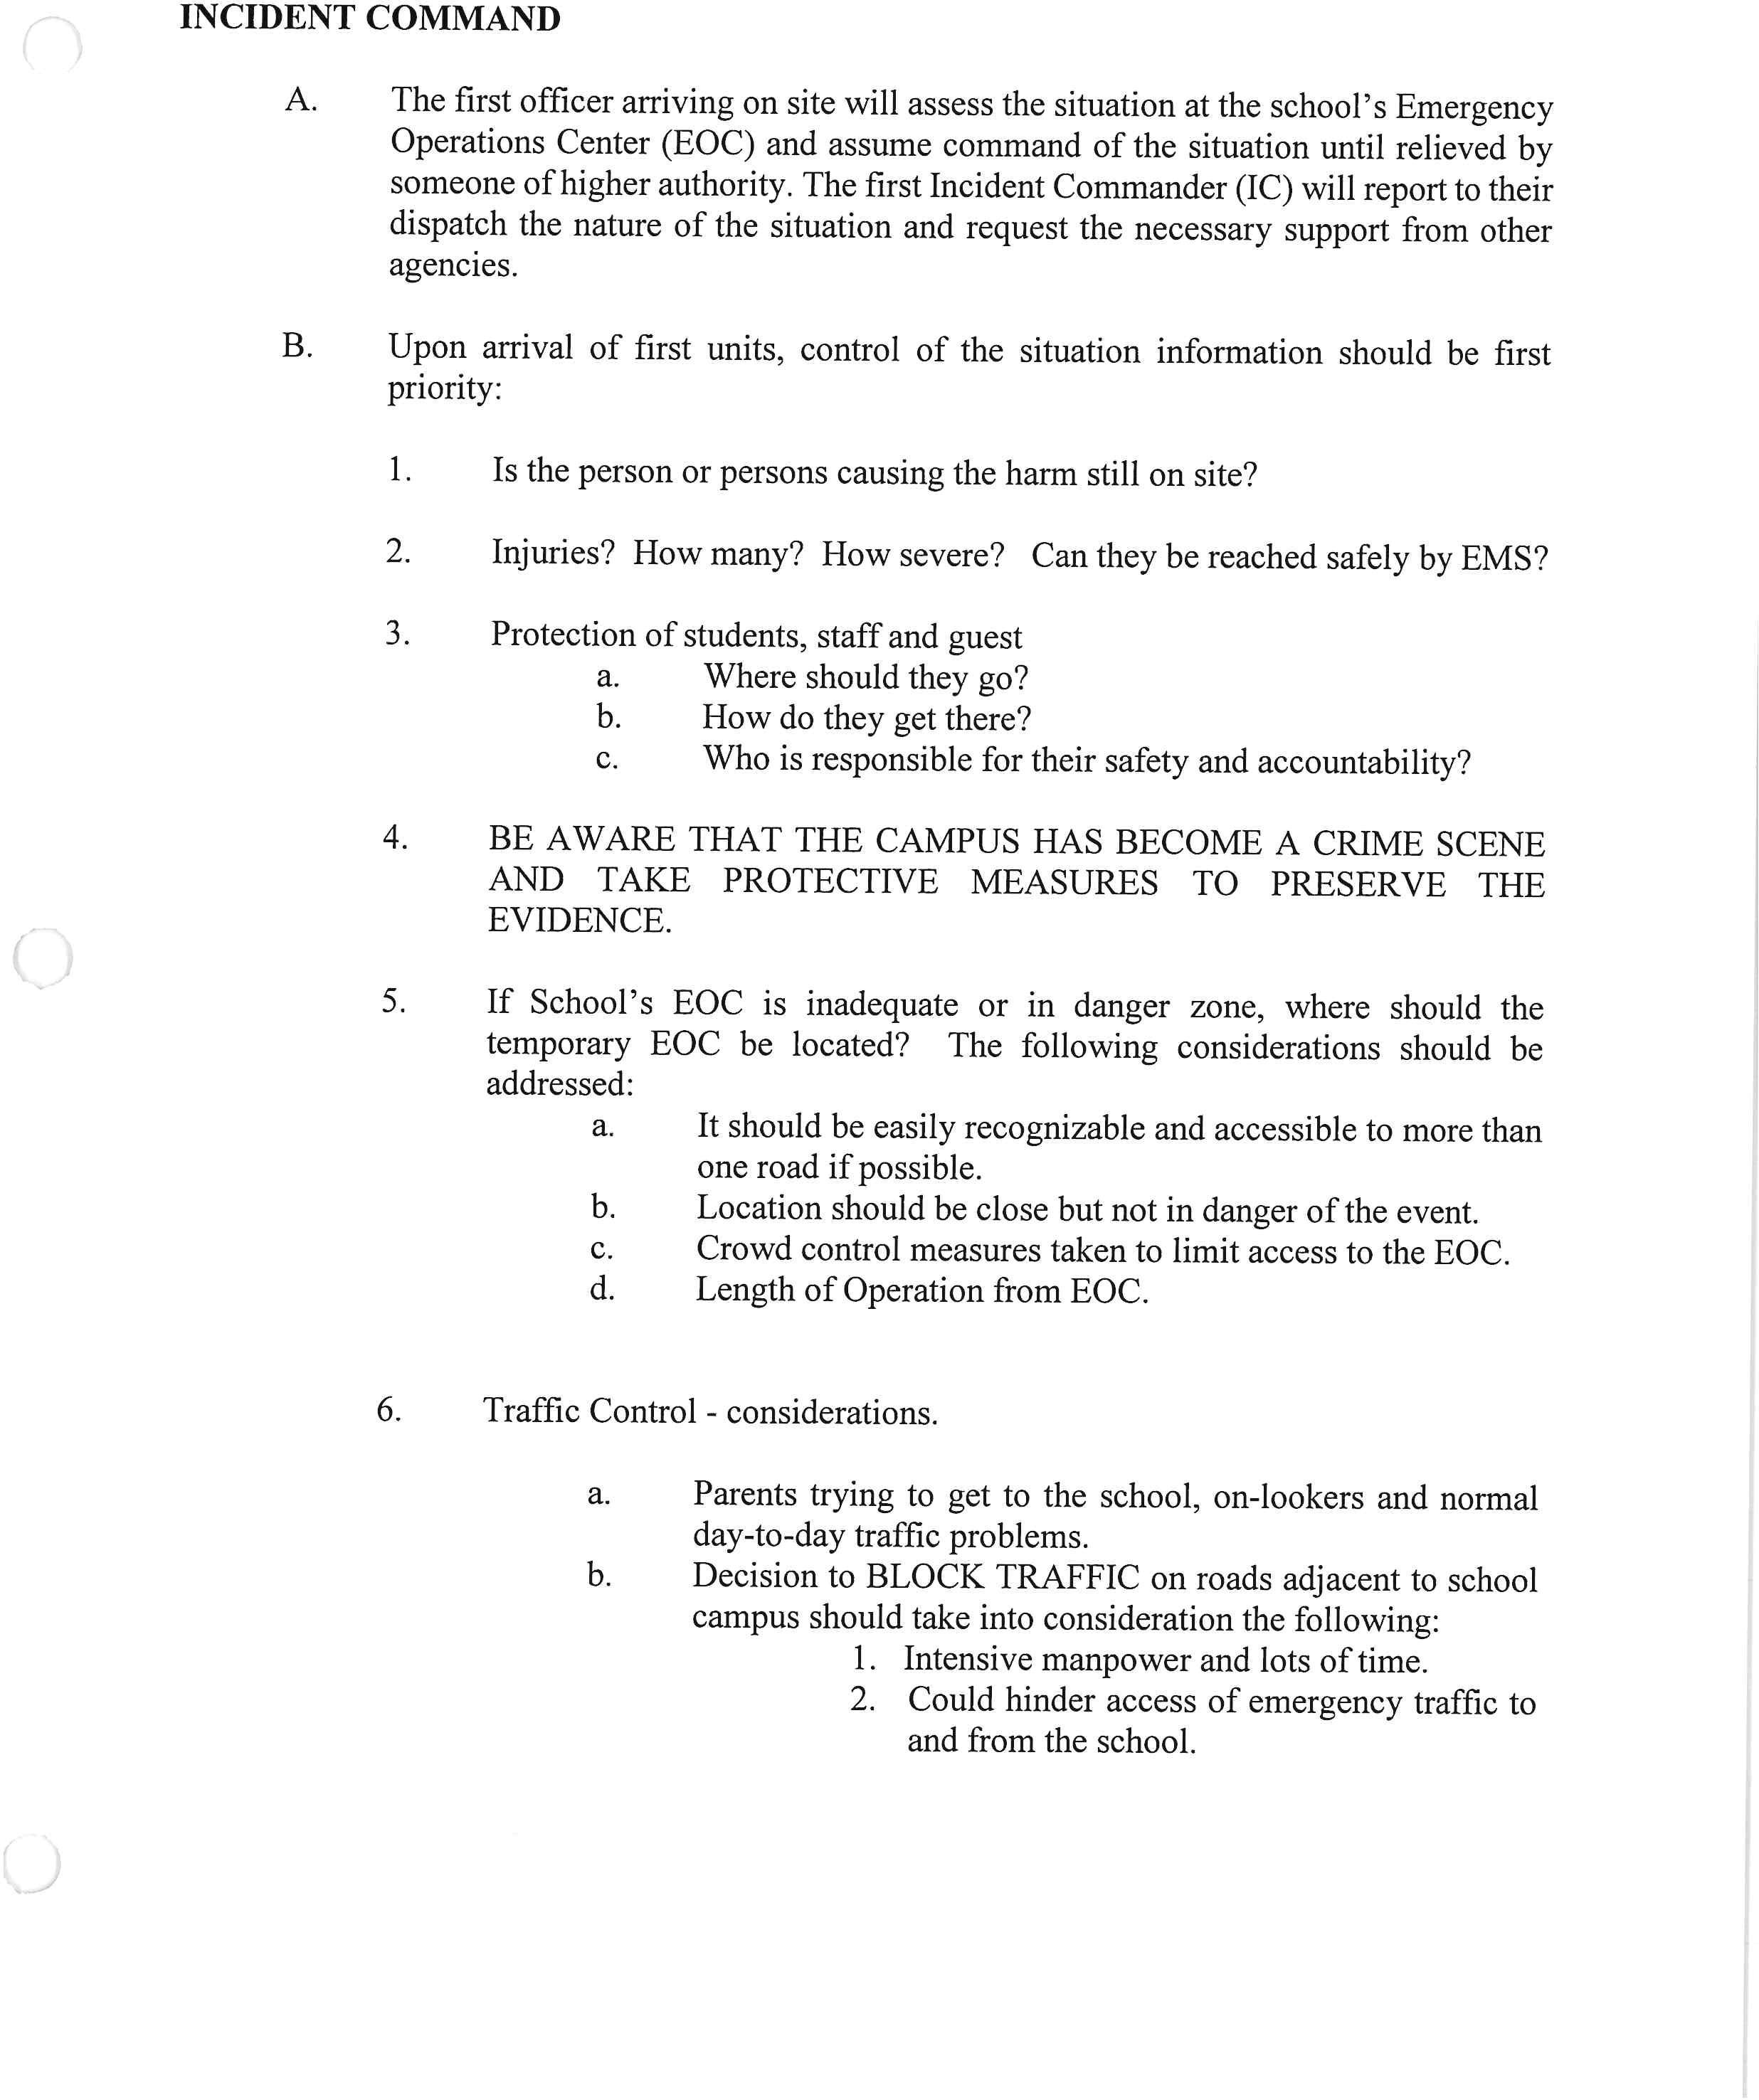 INCIDENT COMMAND
A. The first officer arriving on site will assess the situation at the school's Emergency
Operations Center (EOC) and assume command of the situation until relieved by
someone of higher authority. The first Incident Commander (IC) will report to their
dispatch the nature of the situation and request the necessary support from other
agencies.
B. Upon arrival of first units, control of the situation information should be first
priority:
1. Is the person or persons causing the harm still on site?
2. Injuries? How many? How severe? Can they be reached safely by EMS?
3. Protection of students, staff and guest
a. Where should they go?
b. How do they get there?
c. Who is responsible for their safety and accountability?
4. BE AWARE THAT THE CAMPUS HAS BECOME A CRIME SCENE
AND TAKE PROTECTIVE MEASURES TO PRESERVE THE
EVIDENCE.
5. If School's EOC is inadequate or in danger zone, where should the
temporary EOC be located? The following considerations should be
addressed:
a. It should be easily recognizable and accessible to more than
one road if possible.
b. Location should be close but not in danger of the event.
c. Crowd control measures taken to limit access to the EOC.
d. Length of Operation from EOC.
6. Traffic Control - considerations.
a. Parents trying to get to the school, on-lookers and normal
day-to-day traffic problems.
b. Decision to BLOCK TRAFFIC on roads adjacent to school
campus should take into consideration the following:
1. Intensive manpower and lots of time.
2. Could hinder access of emergency traffic to
and from the school.